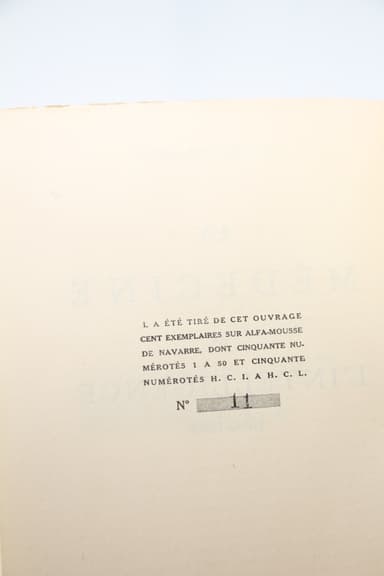 I. A ÉTÉ TIRÉ DE CET OUVRAGE
CENT EXEMPLAIRES SUR ALFA-MOUSSE
DE NAVARRE, DONT CINQUANTE NU-
MÉROTÉS 1 A 50 ET CINQUANTE
NUMÉROTÉS H. C. I. A H. C. L.
N° 11